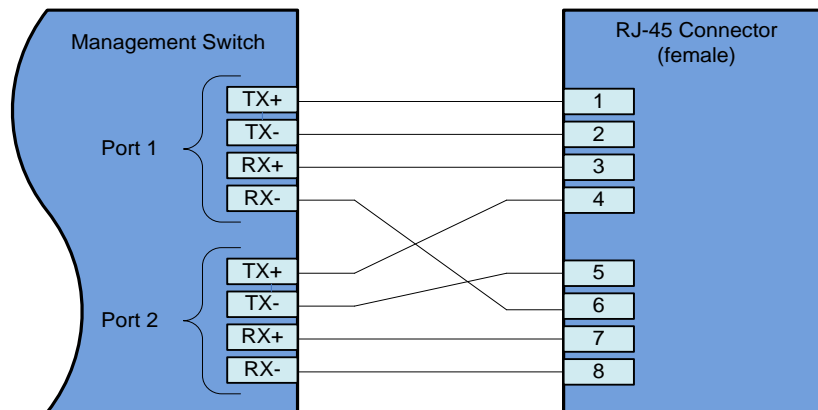 Management Switch
RJ-45 Connector
(female)
Port 1
TX+
TX-
RX+
RX-
Port 2
TX+
TX-
RX+
RX-
1
2
3
4
5
6
7
8